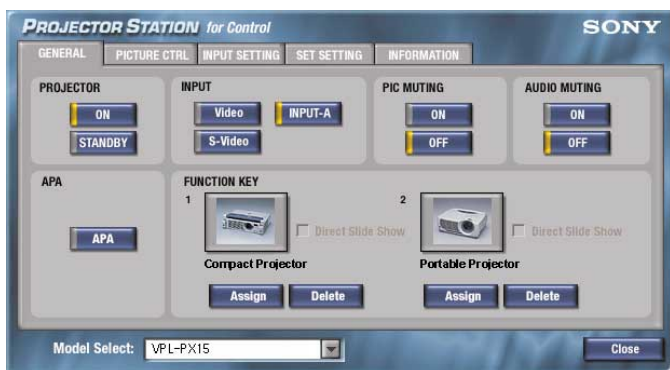 PROJECTOR STATION for Control
SONY
GENERAL PICTURE CTRL INPUT SETTING SET SETTING INFORMATION
PROJECTOR
ON
STANDBY
INPUT
Video INPUT-A
S-Video
PIC MUTING
ON
OFF
AUDIO MUTING
ON
OFF
APA
APA
FUNCTION KEY
1
Direct Slide Show
Compact Projector
Assign Delete
2
Direct Slide Show
Portable Projector
Assign Delete
Model Select: VPL-PX15
Close